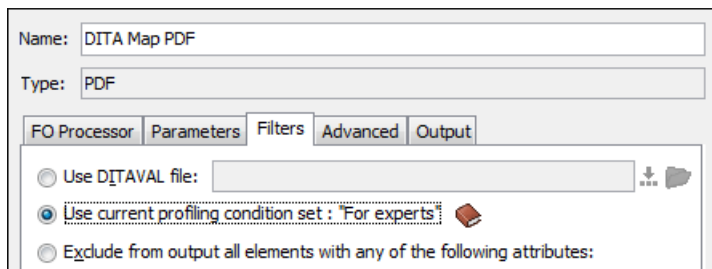 Name: DITA Map PDF
Type: PDF
FO Processor Parameters Filters Advanced Output
Use DITAVAL file:
Use current profiling condition set : "For experts"
Exclude from output all elements with any of the following attributes: